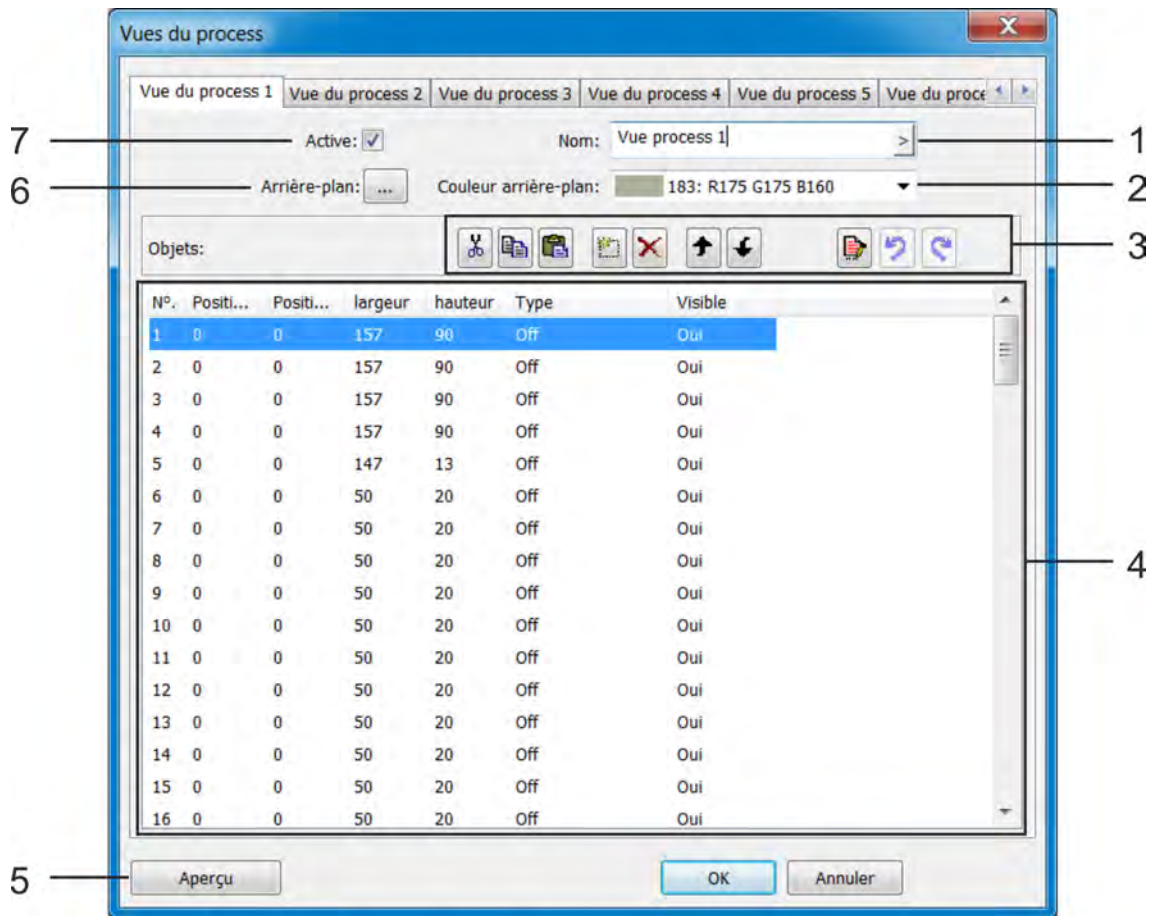 Vues du process
Vue du process 1 Vue du process 2 Vue du process 3 Vue du process 4 Vue du process 5 Vue du proce
7 Active: Nom: Vue process 1 > 1
6 Arrière-plan: ... Couleur arrière-plan: 183: R175 G175 B160 2
Objets: 3
N°. Positi... Positi... largeur hauteur Type Visible
1 0 0 157 90 Off Oui
2 0 0 157 90 Off Oui
3 0 0 157 90 Off Oui
4 0 0 157 90 Off Oui
5 0 0 147 13 Off Oui
6 0 0 50 20 Off Oui
7 0 0 50 20 Off Oui
8 0 0 50 20 Off Oui
4
9 0 0 50 20 Off Oui
10 0 0 50 20 Off Oui
11 0 0 50 20 Off Oui
12 0 0 50 20 Off Oui
13 0 0 50 20 Off Oui
14 0 0 50 20 Off Oui
15 0 0 50 20 Off Oui
16 0 0 50 20 Off Oui
5 Aperçu OK Annuler